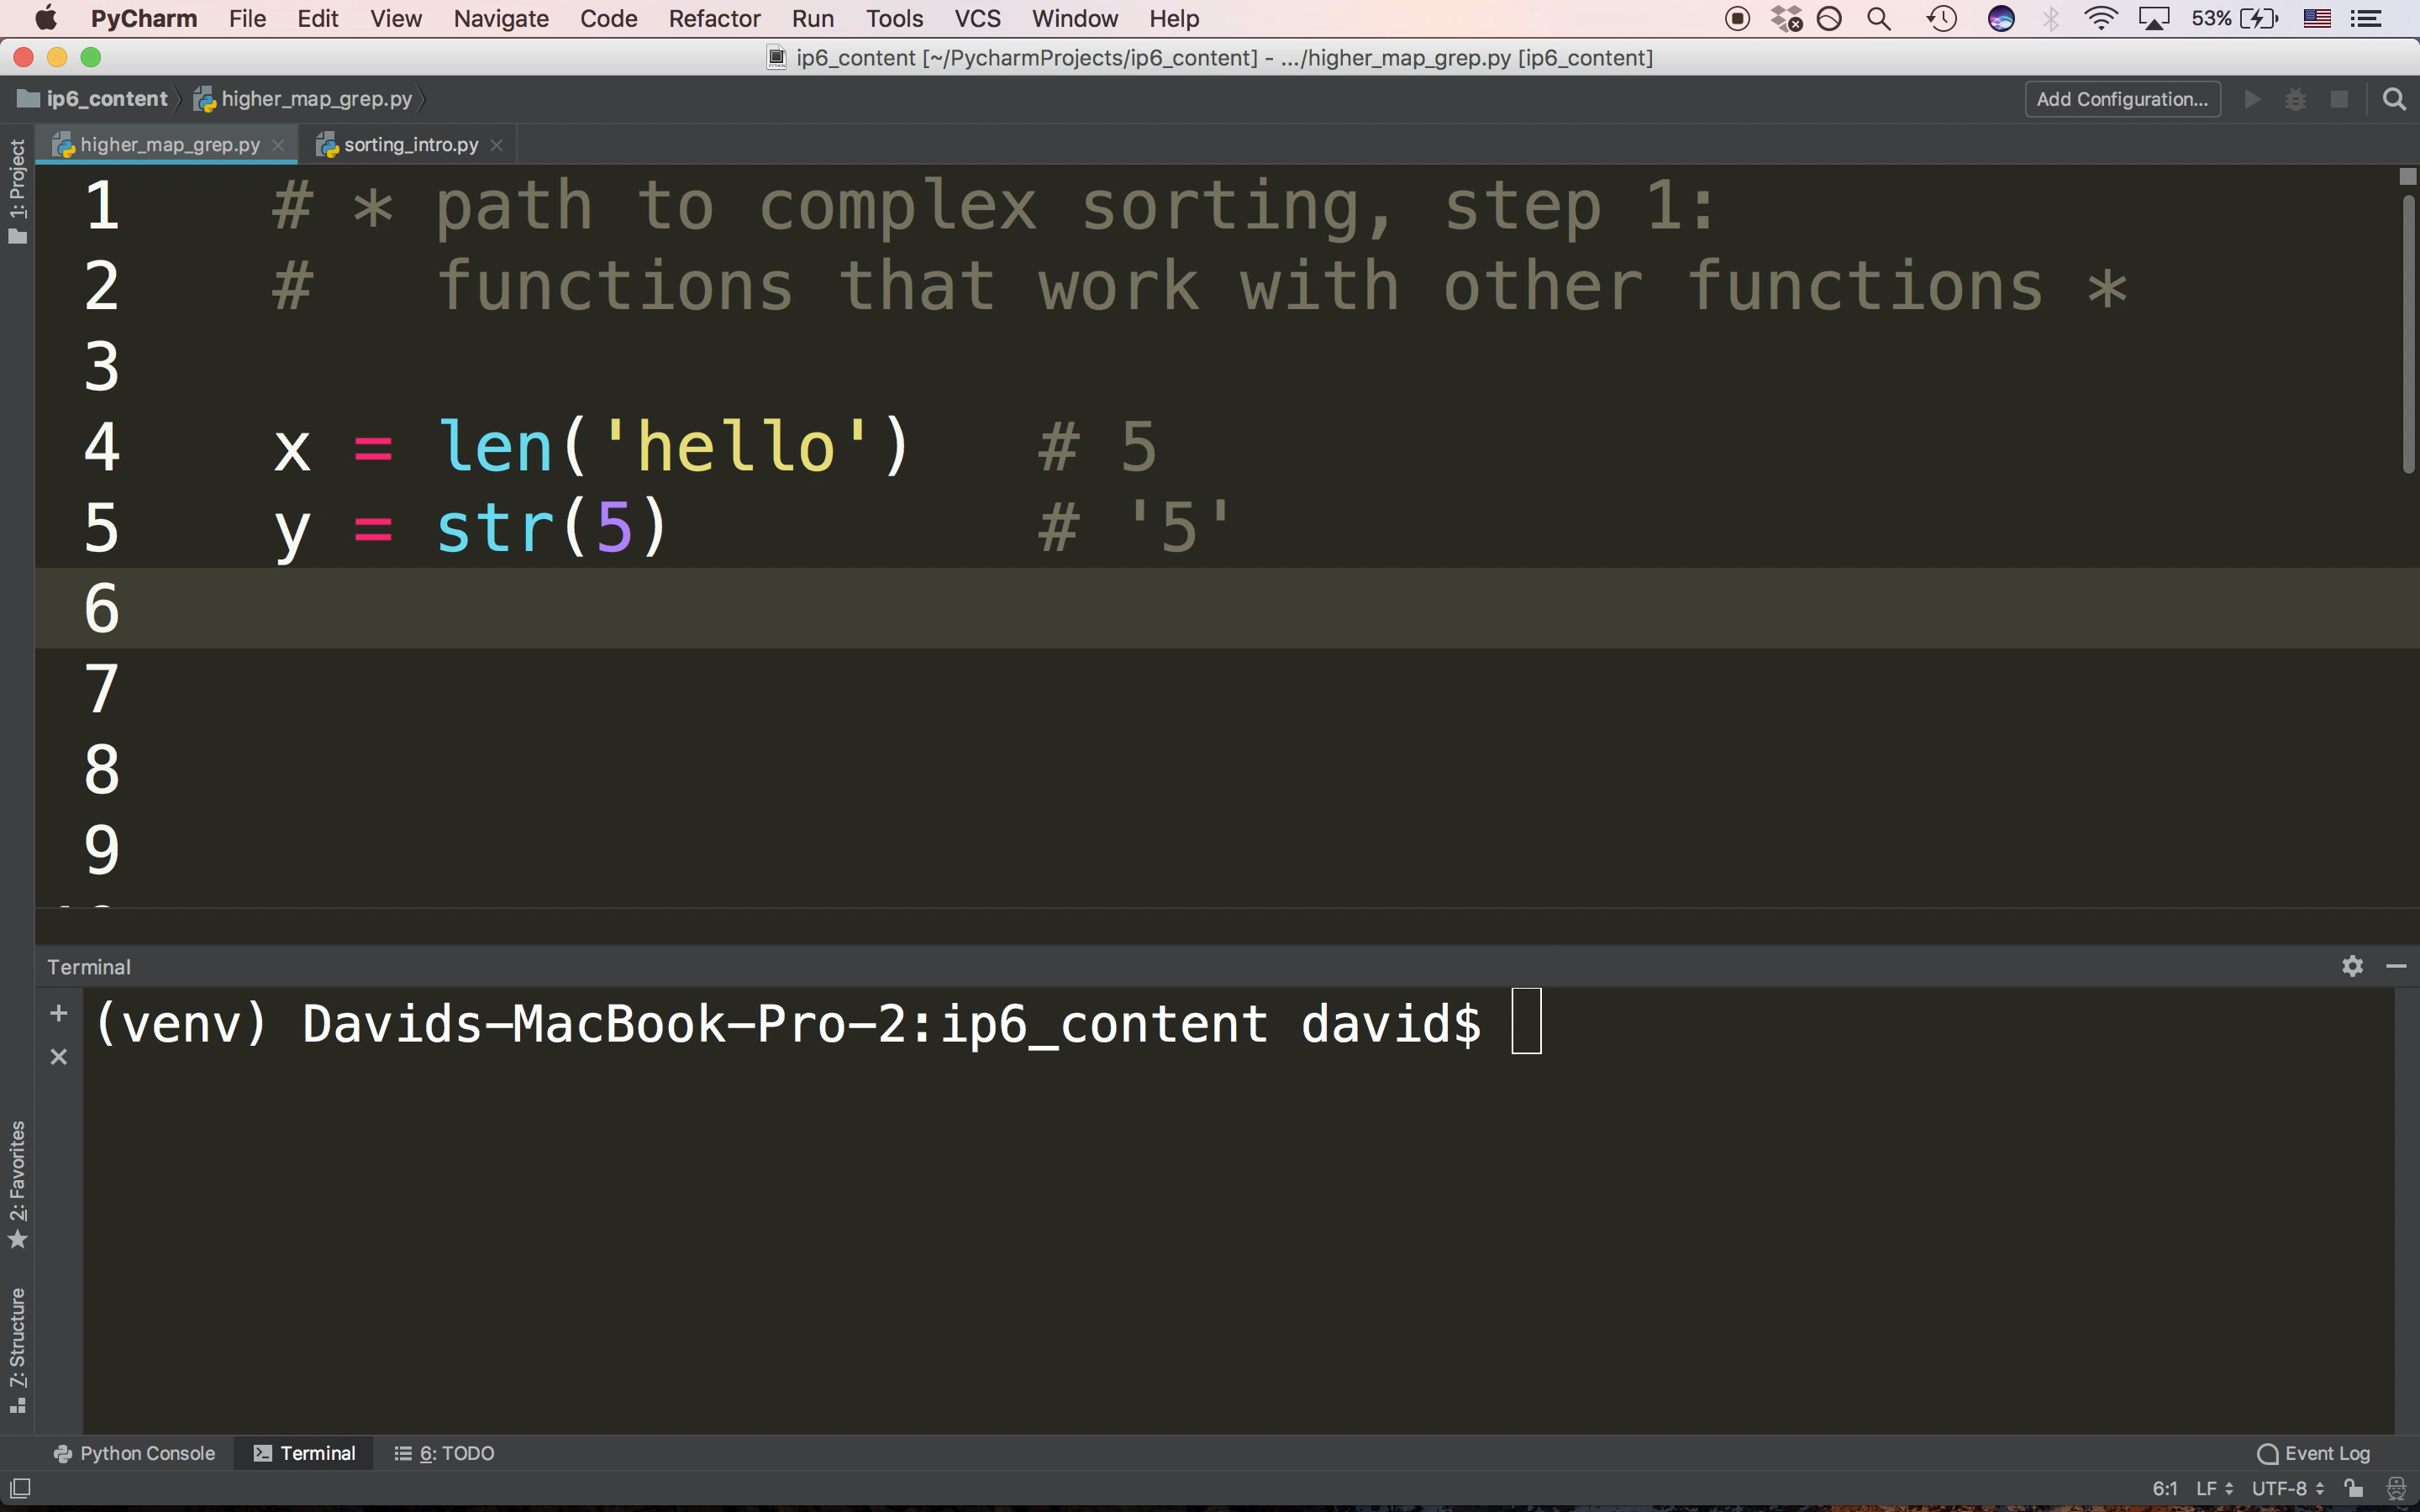 PyCharm File Edit View Navigate Code Refactor Run Tools VCS Window Help 53%
ip6_content [~/PycharmProjects/ip6_content] - .../higher_map_grep.py [ip6_content]
ip6_content higher_map_grep.py Add Configuration...
higher_map_grep.py sorting_intro.py
1: Project
1 # * path to complex sorting, step 1:
2 #   functions that work with other functions *
3
4 x = len('hello')   # 5
5 y = str(5)         # '5'
6
7
8
9
Terminal
(venv) Davids-MacBook-Pro-2:ip6_content david$
2: Favorites
7: Structure
Python Console Terminal 6: TODO Event Log
6:1 LF UTF-8